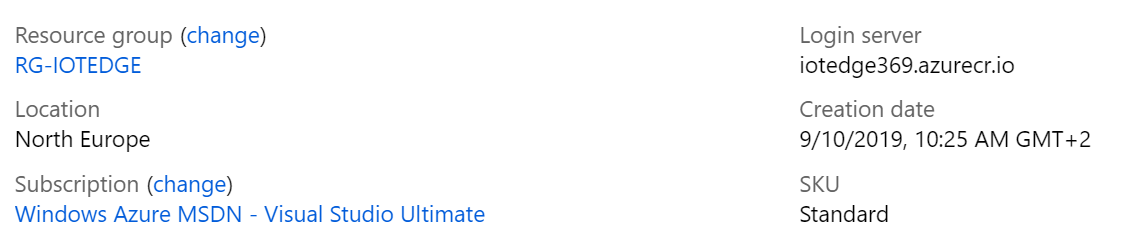 Resource group (change)
RG-IOTEDGE
Location
North Europe
Subscription (change)
Windows Azure MSDN - Visual Studio Ultimate
Login server
iotedge369.azurecr.io
Creation date
9/10/2019, 10:25 AM GMT+2
SKU
Standard